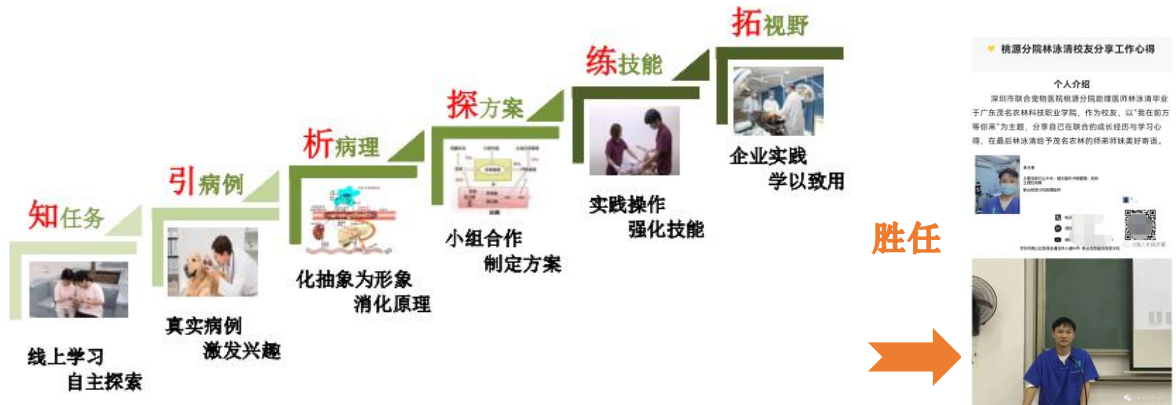 知任务
线上学习
自主探索
引病例
真实病例
激发兴趣
析病理
化抽象为形象
消化原理
探方案
小组合作
制定方案
练技能
实践操作
强化技能
拓视野
企业实践
学以致用
胜任
桃源分院林泳清校友分享工作心得
个人介绍
深圳市联合宠物医院桃源分院助理医师林泳清毕业
于广东茂名农林科技职业学院，作为校友，以“我在前方
等你来”为主题，分享自己在联合的成长经历与学习心
得，在最后林泳清给予茂名农林的师弟师妹美好寄语。